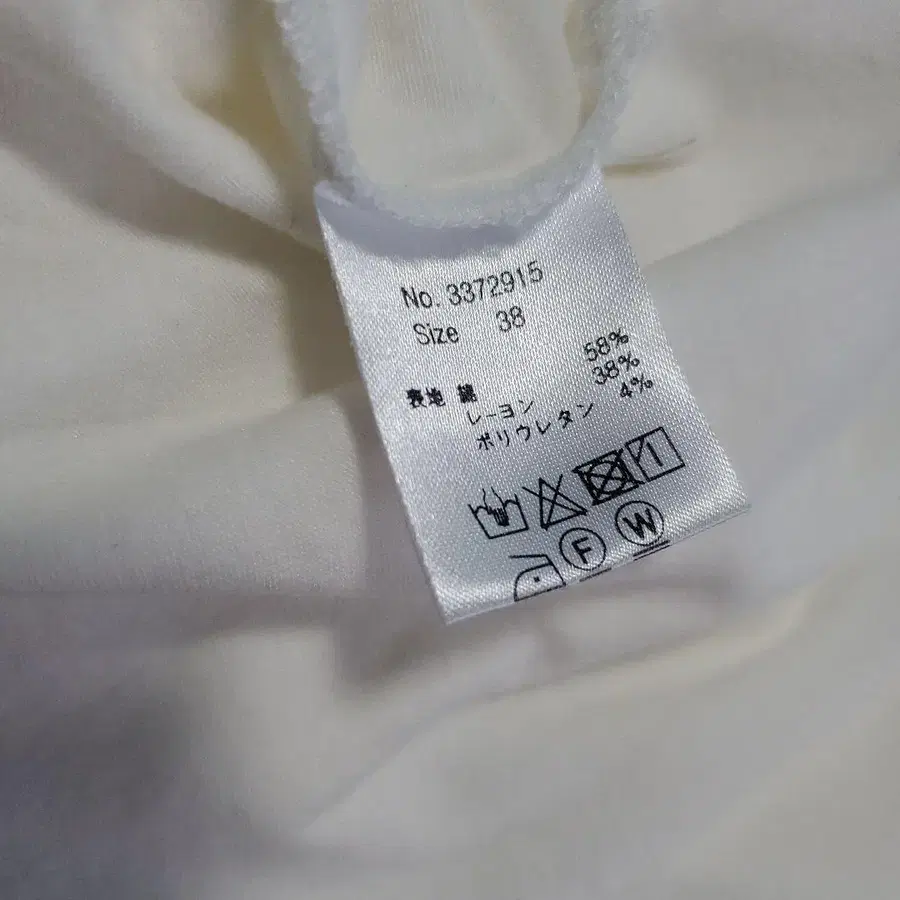 No. 3372915
Size 38
表地 綿 58%
レーヨン 38%
ポリウレタン 4%
F W